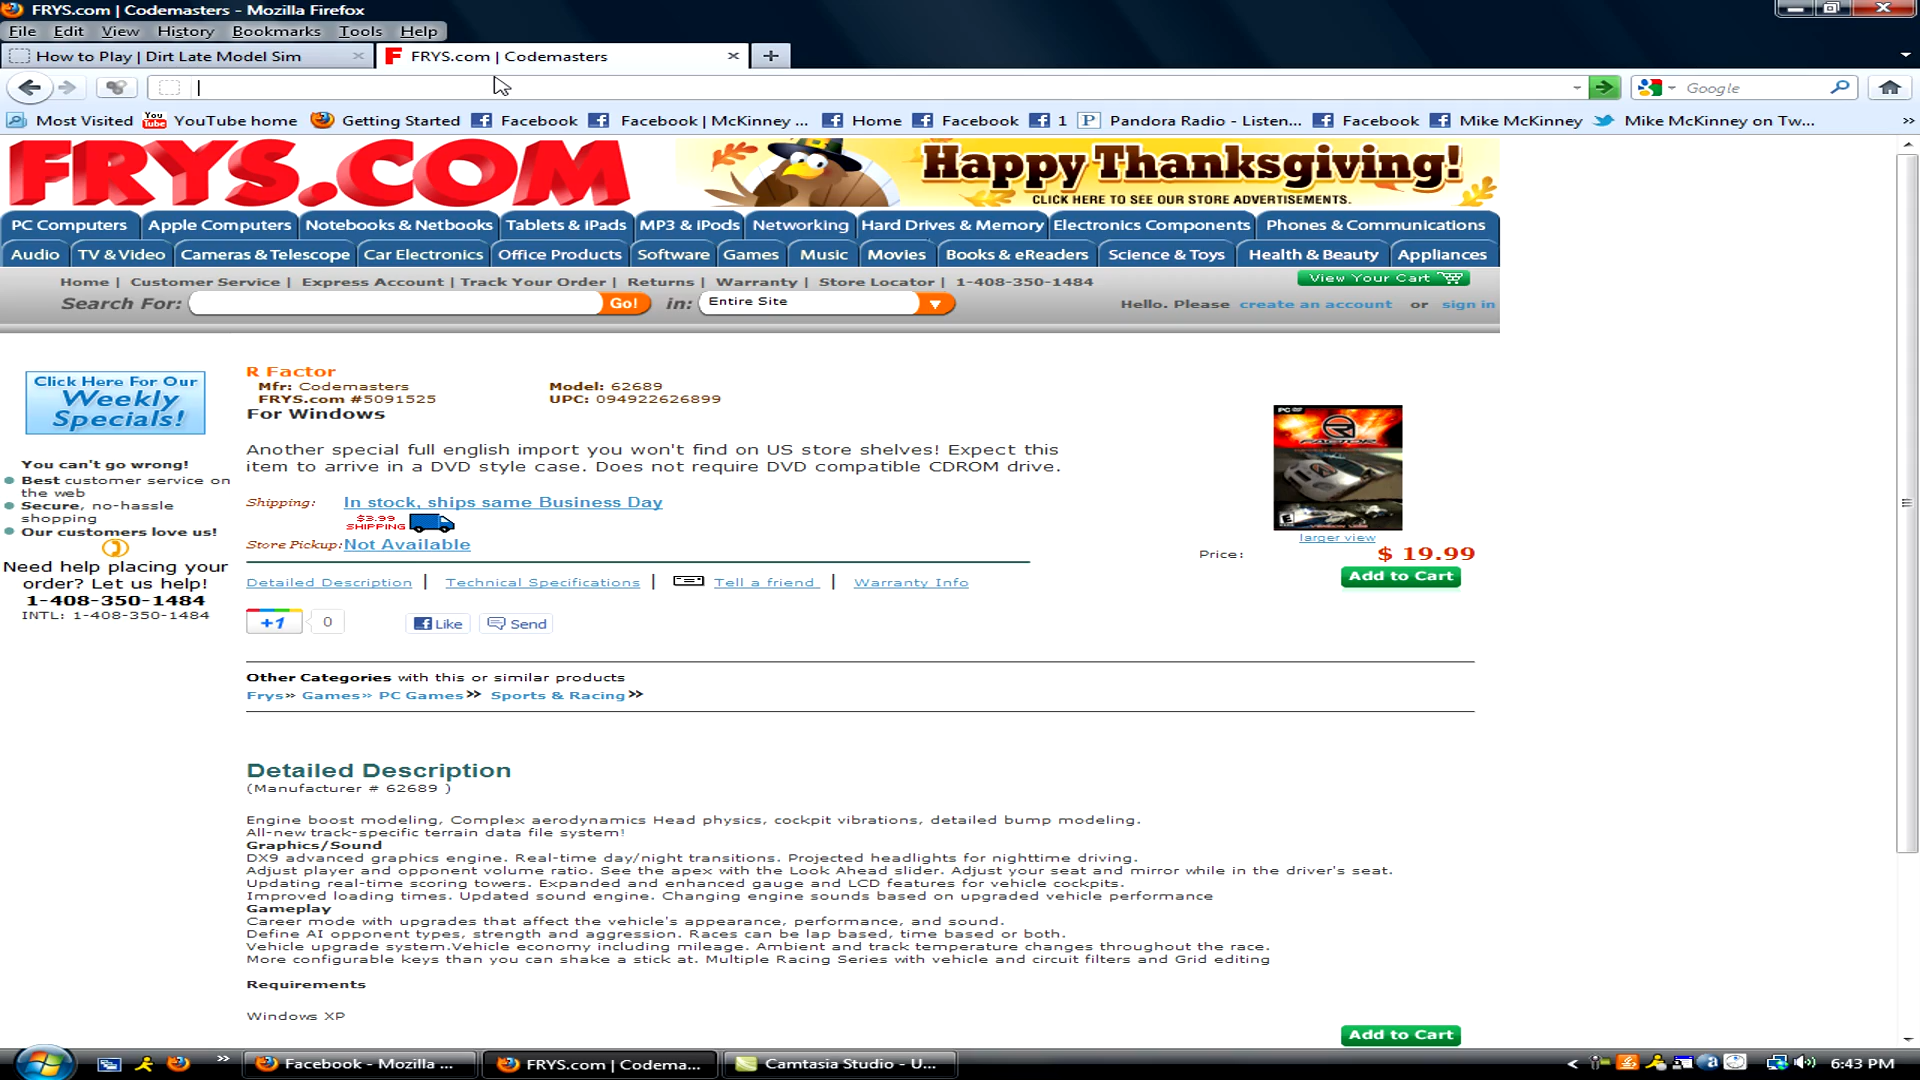 FRYS.com | Codemasters - Mozilla Firefox
File Edit View History Bookmarks Tools Help
How to Play | Dirt Late Model Sim
FRYS.com | Codemasters
Google
Most Visited YouTube home Getting Started Facebook Facebook | McKinney ... Home Facebook 1 Pandora Radio - Listen... Facebook Mike McKinney Mike McKinney on Tw... »
FRYS.COM
Happy Thanksgiving!
CLICK HERE TO SEE OUR STORE ADVERTISEMENTS.
PC Computers Apple Computers Notebooks & Netbooks Tablets & iPads MP3 & iPods Networking Hard Drives & Memory Electronics Components Phones & Communications
Audio TV & Video Cameras & Telescope Car Electronics Office Products Software Games Music Movies Books & eReaders Science & Toys Health & Beauty Appliances
Home | Customer Service | Express Account | Track Your Order | Returns | Warranty | Store Locator | 1-408-350-1484
View Your Cart
Search For: Go! in: Entire Site
Hello. Please create an account or sign in
Click Here For Our
Weekly
Specials!
You can't go wrong!
Best customer service on
the web
Secure, no-hassle
shopping
Our customers love us!
Need help placing your
order? Let us help!
1-408-350-1484
INTL: 1-408-350-1484
R Factor
Mfr: Codemasters Model: 62689
FRYS.com #5091525 UPC: 094922626899
For Windows
Another special full english import you won't find on US store shelves! Expect this
item to arrive in a DVD style case. Does not require DVD compatible CDROM drive.
Shipping: In stock, ships same Business Day
$3.99
SHIPPING
Store Pickup: Not Available
PC
R
FACTOR
E
larger view
Price: $ 19.99
Add to Cart
Detailed Description | Technical Specifications | Tell a friend | Warranty Info
+1 0 Like Send
Other Categories with this or similar products
Frys» Games» PC Games» Sports & Racing»
Detailed Description
(Manufacturer # 62689 )
Engine boost modeling, Complex aerodynamics Head physics, cockpit vibrations, detailed bump modeling.
All-new track-specific terrain data file system!
Graphics/Sound
DX9 advanced graphics engine. Real-time day/night transitions. Projected headlights for nighttime driving.
Adjust player and opponent volume ratio. See the apex with the Look Ahead slider. Adjust your seat and mirror while in the driver's seat.
Updating real-time scoring towers. Expanded and enhanced gauge and LCD features for vehicle cockpits.
Improved loading times. Updated sound engine. Changing engine sounds based on upgraded vehicle performance
Gameplay
Career mode with upgrades that affect the vehicle's appearance, performance, and sound.
Define AI opponent types, strength and aggression. Races can be lap based, time based or both.
Vehicle upgrade system.Vehicle economy including mileage. Ambient and track temperature changes throughout the race.
More configurable keys than you can shake a stick at. Multiple Racing Series with vehicle and circuit filters and Grid editing
Requirements
Windows XP
Add to Cart
» Facebook - Mozilla ... FRYS.com | Codema... Camtasia Studio - U... < 6:43 PM